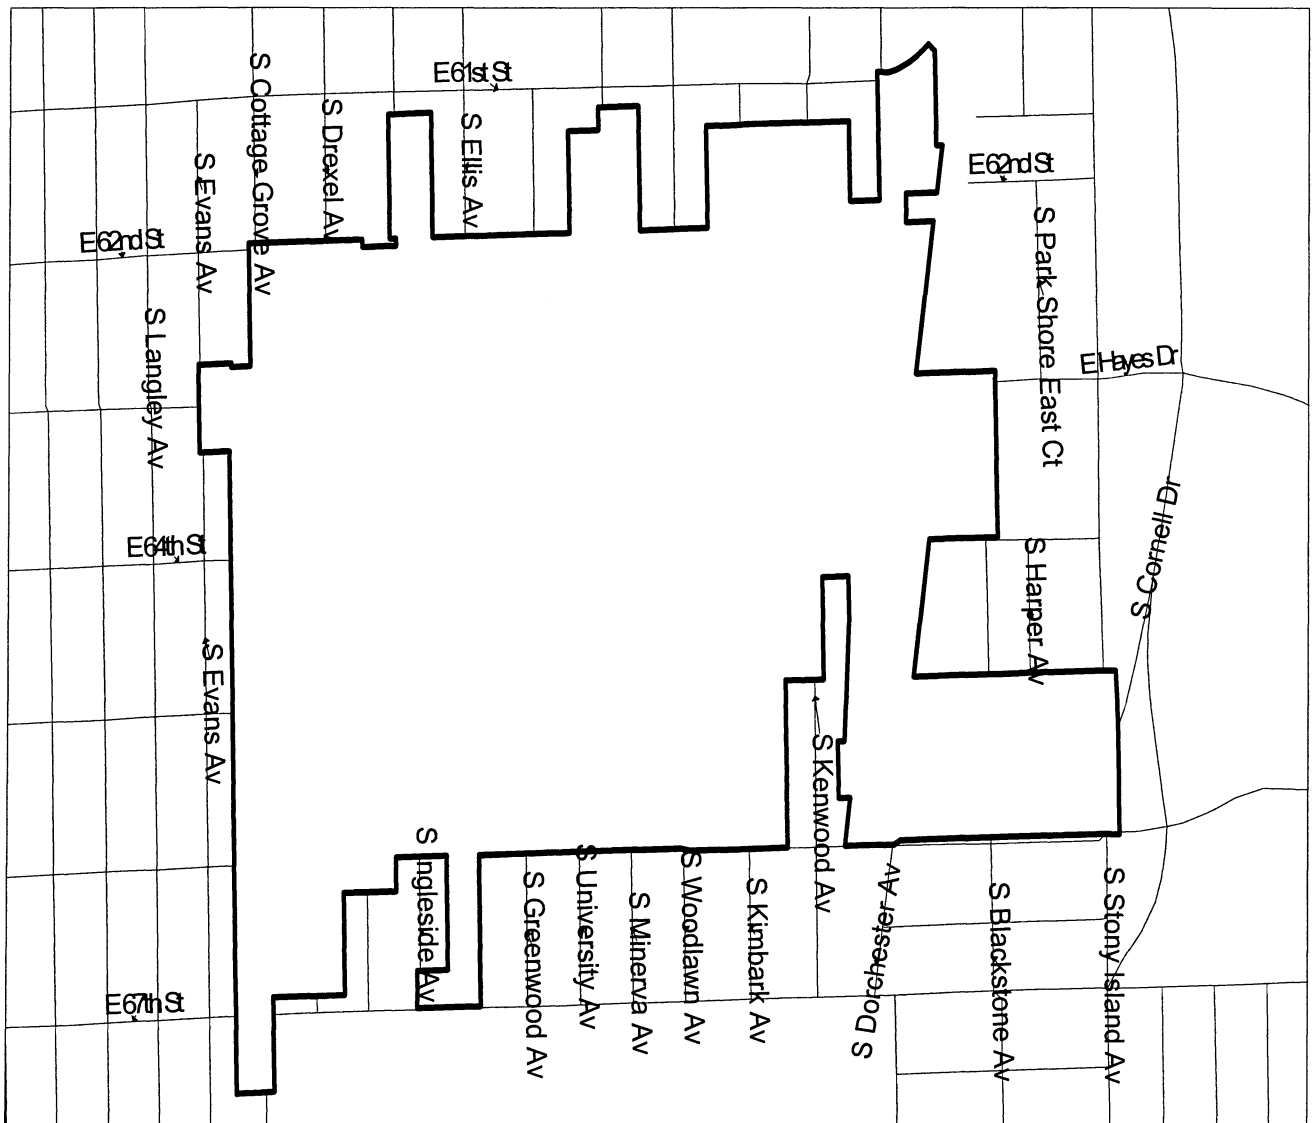 E 61st St
S Cottage Grove Av
S Drexel Av
S Ellis Av
S Evans Av
E 62nd St
E 62nd St
S Park Shore East Ct
S Langley Av
E Hayes Dr
S Cornell Dr
E 64th St
S Harper Av
S Evans Av
S Kenwood Av
S Ingleside Av
S Greenwood Av
S University Av
S Minerva Av
S Woodlawn Av
S Kimbark Av
S Dorchester Av
S Blackstone Av
S Stony Island Av
E 67th St